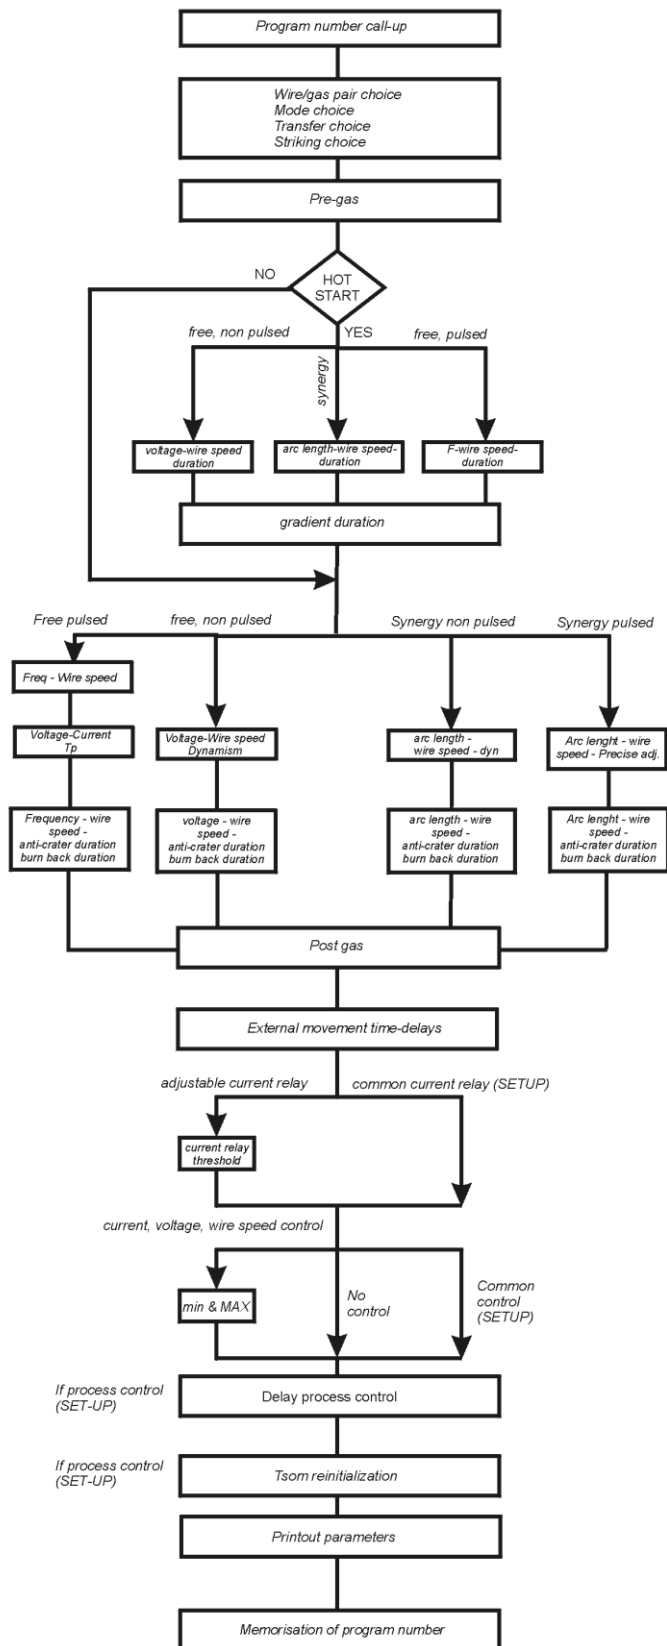 Program number call-up
Wire/gas pair choice
Mode choice
Transfer choice
Striking choice
Pre-gas
NO
HOT
START
YES
free, non pulsed
free, pulsed
synergy
voltage-wire speed
duration
arc length-wire speed-
duration
F-wire speed-
duration
gradient duration
Free pulsed
free, non pulsed
Synergy non pulsed
Synergy pulsed
Freq - Wire speed
Voltage-Current
Tp
Voltage-Wire speed
Dynamism
arc length -
wire speed - dyn
Arc lenght - wire
speed - Precise adj.
Frequency - wire
speed -
anti-crater duration
burn back duration
voltage - wire
speed -
anti-crater duration
burn back duration
arc length - wire
speed -
anti-crater duration
burn back duration
Arc lenght - wire
speed -
anti-crater duration
burn back duration
Post gas
External movement time-delays
adjustable current relay
common current relay (SETUP)
current relay
threshold
current, voltage, wire speed control
min & MAX
No
control
Common
control
(SETUP)
If process control
(SET-UP)
Delay process control
If process control
(SET-UP)
Tsom reinitialization
Printout parameters
Memorisation of program number